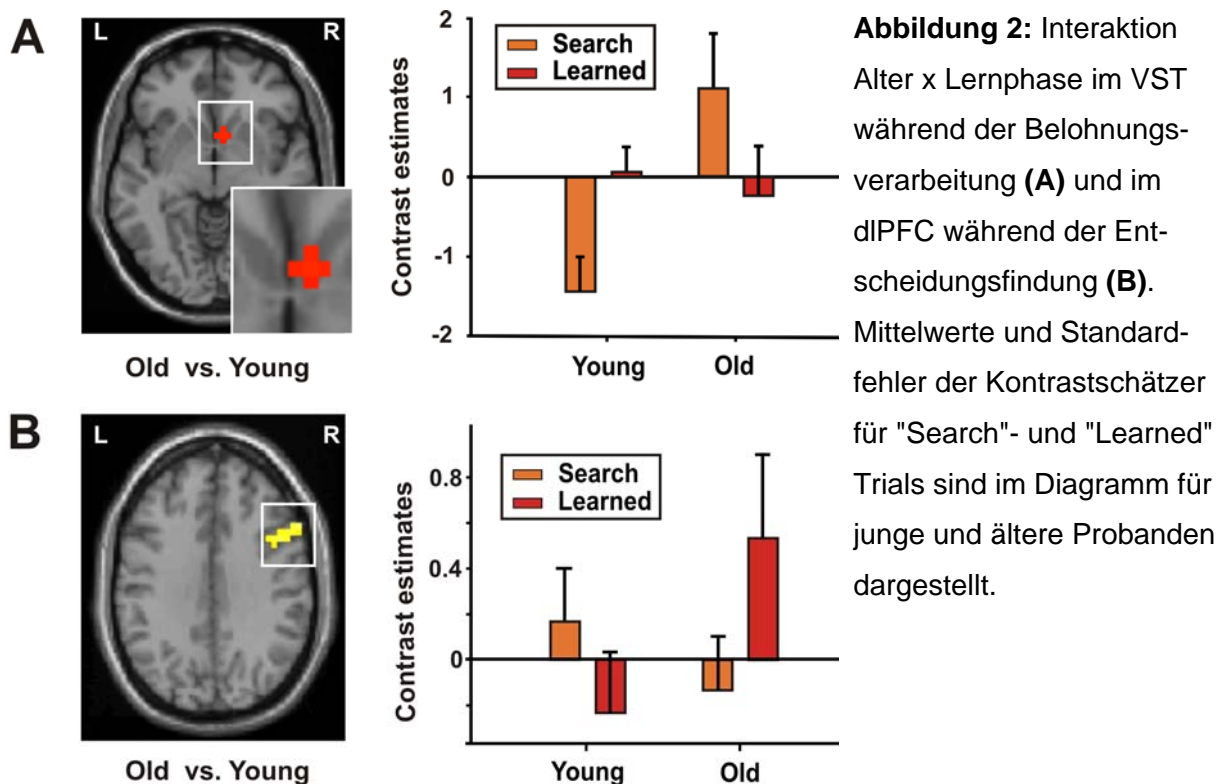 A
L R
Old vs. Young
Contrast estimates
2
1
0
-1
-2
Search
Learned
Young Old
B
L R
Old vs. Young
Contrast estimates
0.8
0.4
0
Search
Learned
Young Old
Abbildung 2: Interaktion
Alter x Lernphase im VST
während der Belohnungs-
verarbeitung (A) und im
dlPFC während der Ent-
scheidungsfindung (B).
Mittelwerte und Standard-
fehler der Kontrastschätzer
für "Search"- und "Learned"
Trials sind im Diagramm für
junge und ältere Probanden
dargestellt.